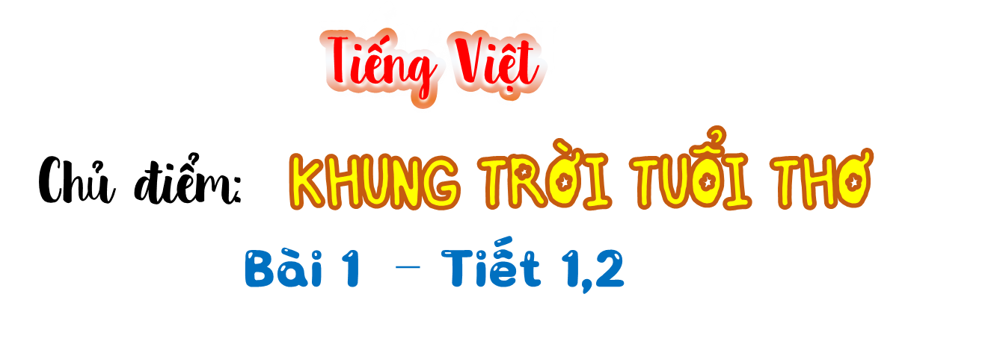 Tiếng Việt
Chủ điểm: KHUNG TRỜI TUỔI THƠ
Bài 1 – Tiết 1,2